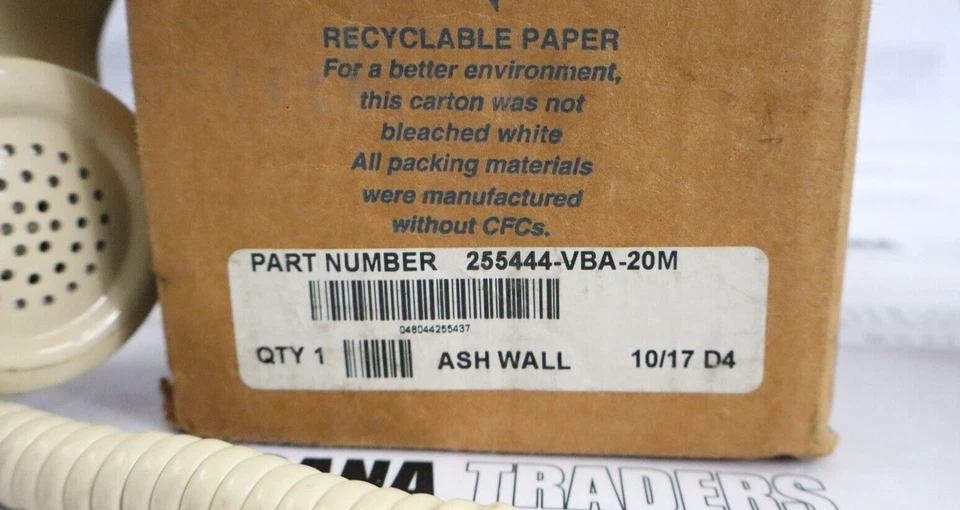 RECYCLABLE PAPER
For a better environment,
this carton was not
bleached white
All packing materials
were manufactured
without CFCs.
PART NUMBER 255444-VBA-20M
048044255437
QTY 1 ASH WALL 10/17 D4
TRADERS